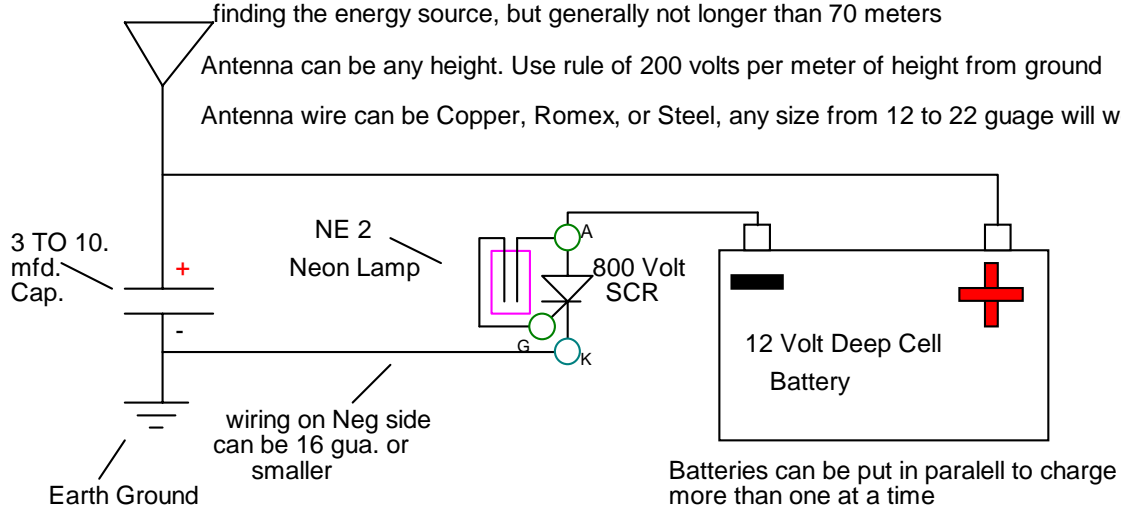 finding the energy source, but generally not longer than 70 meters
Antenna can be any height. Use rule of 200 volts per meter of height from ground
Antenna wire can be Copper, Romex, or Steel, any size from 12 to 22 guage will w
3 TO 10.
mfd.
Cap.
+
-
NE 2
Neon Lamp
A
800 Volt
SCR
G
K
12 Volt Deep Cell
Battery
wiring on Neg side
can be 16 gua. or
smaller
Earth Ground
Batteries can be put in paralell to charge
more than one at a time